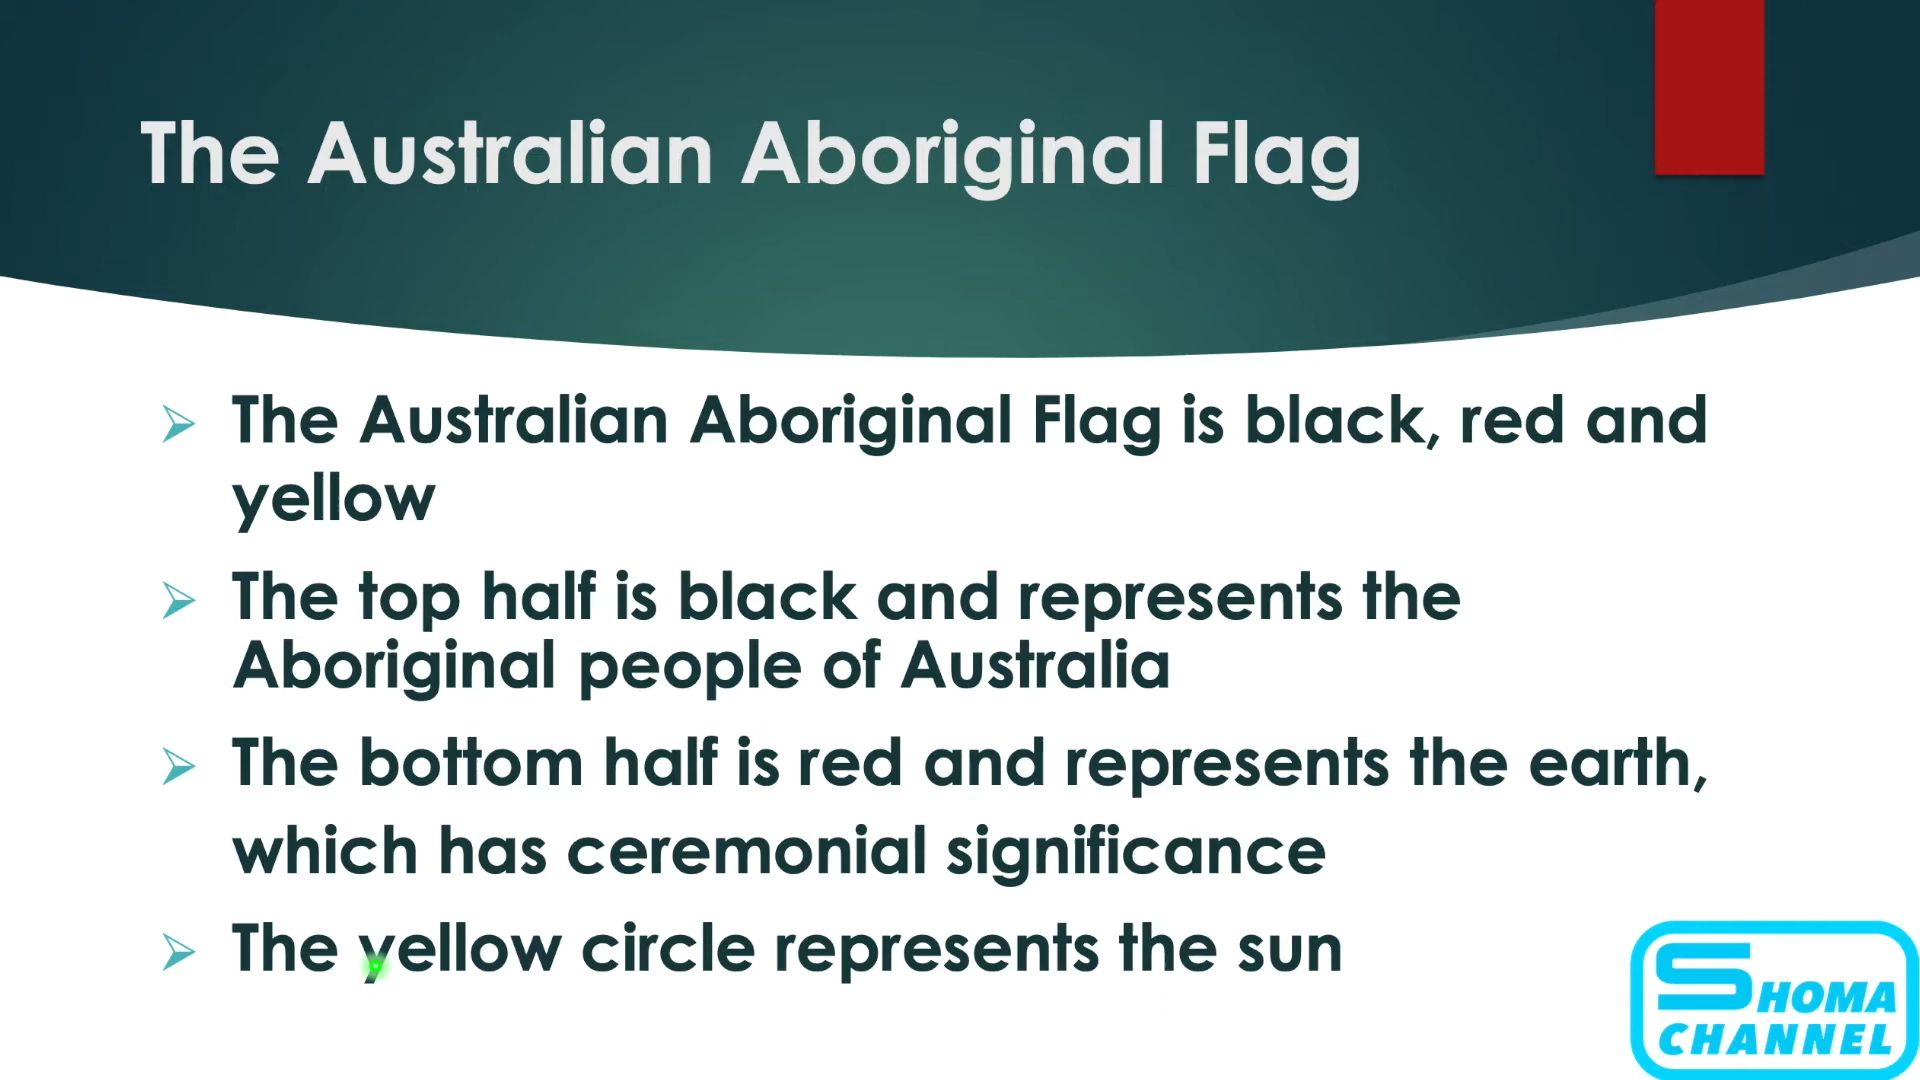 The Australian Aboriginal Flag
The Australian Aboriginal Flag is black, red and
yellow
The top half is black and represents the
Aboriginal people of Australia
The bottom half is red and represents the earth,
which has ceremonial significance
The yellow circle represents the sun
SHOMA
CHANNEL